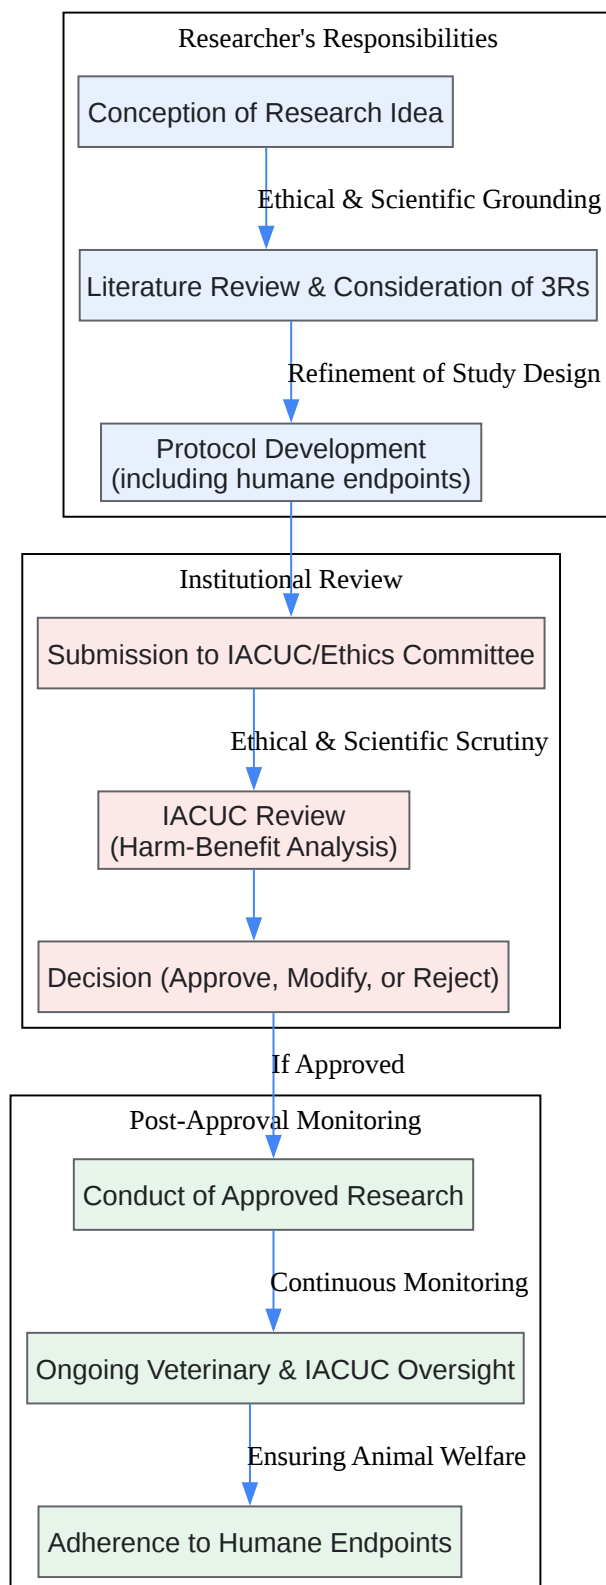 Researcher's Responsibilities
Conception of Research Idea
Ethical & Scientific Grounding
Literature Review & Consideration of 3Rs
Refinement of Study Design
Protocol Development
(including humane endpoints)
Institutional Review
Submission to IACUC/Ethics Committee
Ethical & Scientific Scrutiny
IACUC Review
(Harm-Benefit Analysis)
Decision (Approve, Modify, or Reject)
If Approved
Post-Approval Monitoring
Conduct of Approved Research
Continuous Monitoring
Ongoing Veterinary & IACUC Oversight
Ensuring Animal Welfare
Adherence to Humane Endpoints